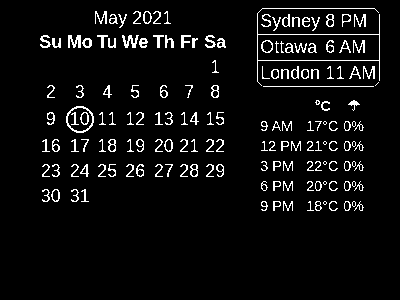 May 2021
Su Mo Tu We Th Fr Sa
1
2 3 4 5 6 7 8
9 10 11 12 13 14 15
16 17 18 19 20 21 22
23 24 25 26 27 28 29
30 31
Sydney 8 PM
Ottawa 6 AM
London 11 AM
°C
9 AM 17°C 0%
12 PM 21°C 0%
3 PM 22°C 0%
6 PM 20°C 0%
9 PM 18°C 0%